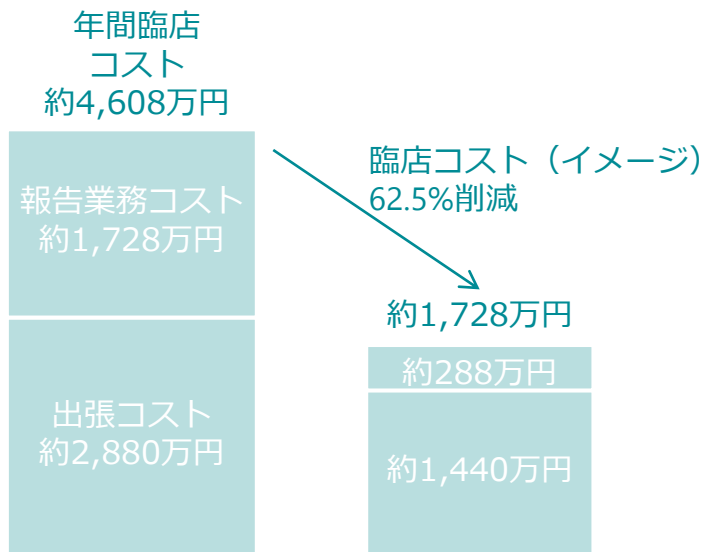 年間臨店
コスト
約4,608万円
報告業務コスト
約1,728万円
出張コスト
約2,880万円
臨店コスト（イメージ）
62.5%削減
約1,728万円
約288万円
約1,440万円